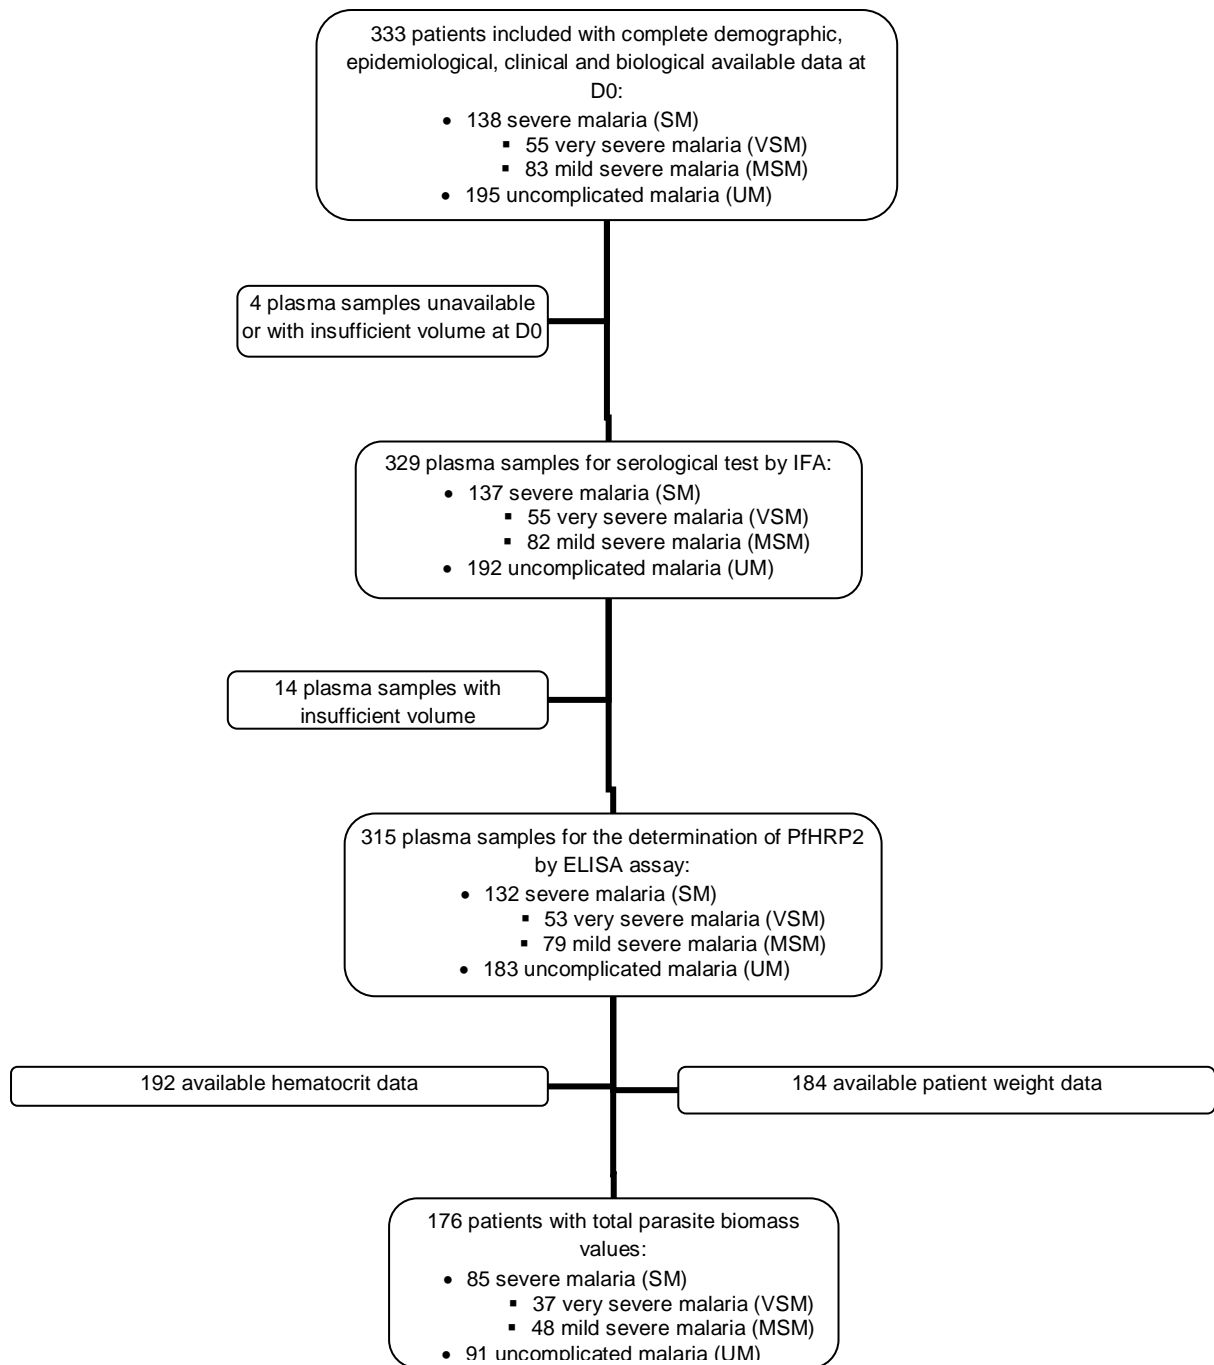 333 patients included with complete demographic,
epidemiological, clinical and biological available data at
D0:
• 138 severe malaria (SM)
▪ 55 very severe malaria (VSM)
▪ 83 mild severe malaria (MSM)
• 195 uncomplicated malaria (UM)
4 plasma samples unavailable
or with insufficient volume at D0
329 plasma samples for serological test by IFA:
• 137 severe malaria (SM)
▪ 55 very severe malaria (VSM)
▪ 82 mild severe malaria (MSM)
• 192 uncomplicated malaria (UM)
14 plasma samples with
insufficient volume
315 plasma samples for the determination of PfHRP2
by ELISA assay:
• 132 severe malaria (SM)
▪ 53 very severe malaria (VSM)
▪ 79 mild severe malaria (MSM)
• 183 uncomplicated malaria (UM)
192 available hematocrit data
184 available patient weight data
176 patients with total parasite biomass
values:
• 85 severe malaria (SM)
▪ 37 very severe malaria (VSM)
▪ 48 mild severe malaria (MSM)
• 91 uncomplicated malaria (UM)